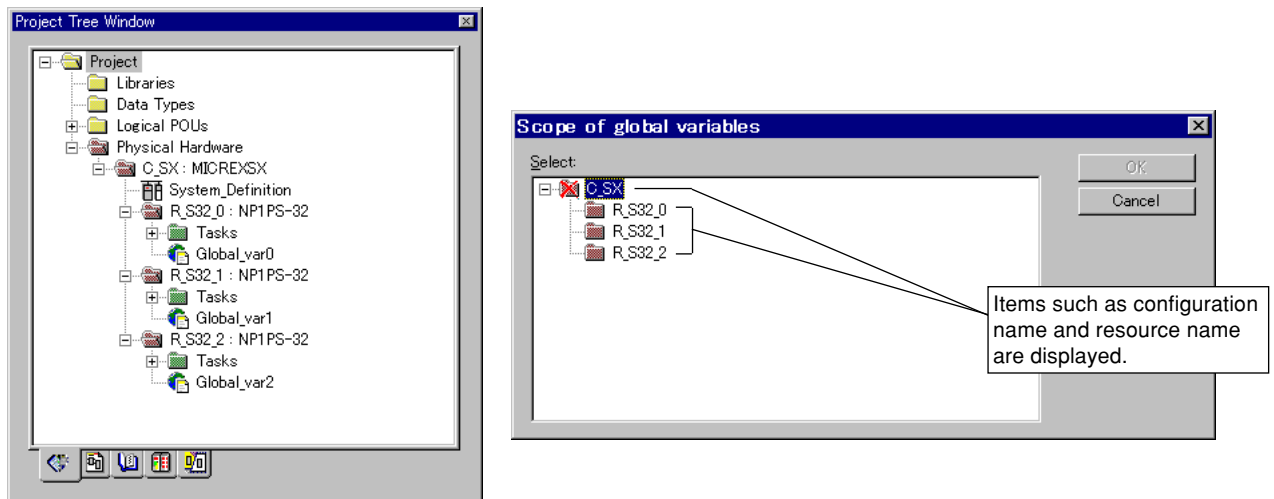 Project Tree Window
Project
Libraries
Data Types
Logical POUs
Physical Hardware
C_SX : MICREXSX
System_Definition
R_S32_0 : NP1PS-32
Tasks
Global_var0
R_S32_1 : NP1PS-32
Tasks
Global_var1
R_S32_2 : NP1PS-32
Tasks
Global_var2
Scope of global variables
Select:
C_SX
R_S32_0
R_S32_1
R_S32_2
OK
Cancel
Items such as configuration
name and resource name
are displayed.